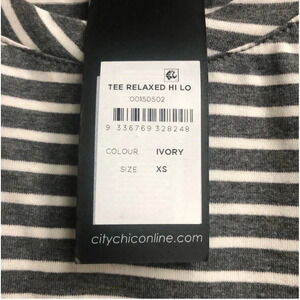 TEE RELAXED HI LO
00150502
9 336769 328248
COLOUR IVORY
SIZE XS
citychiconline.com